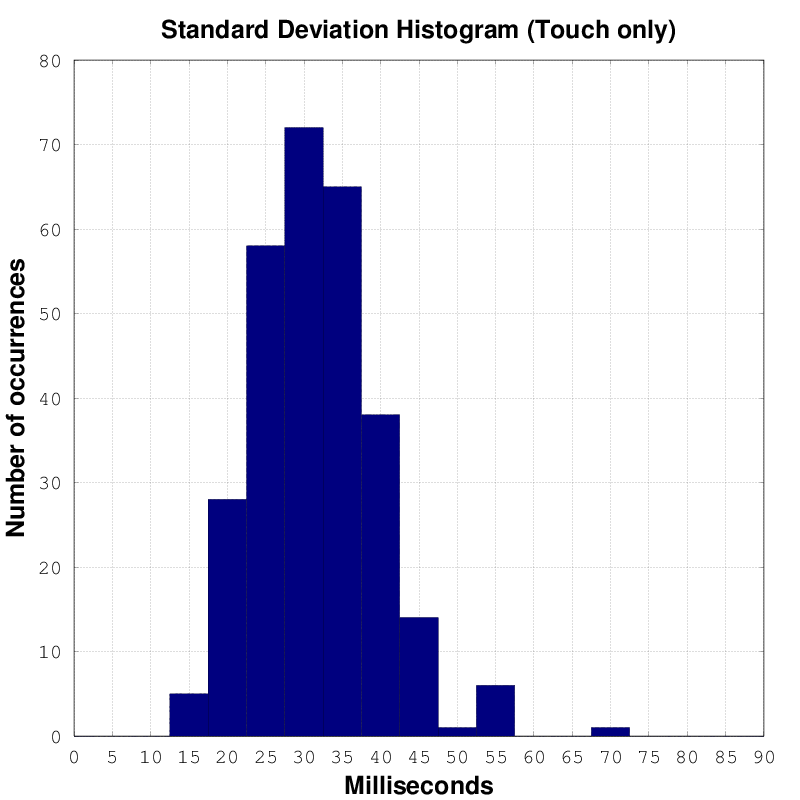 Standard Deviation Histogram (Touch only)
80
70
60
50
40
30
20
10
0
Number of occurrences
0 5 10 15 20 25 30 35 40 45 50 55 60 65 70 75 80 85 90
Milliseconds